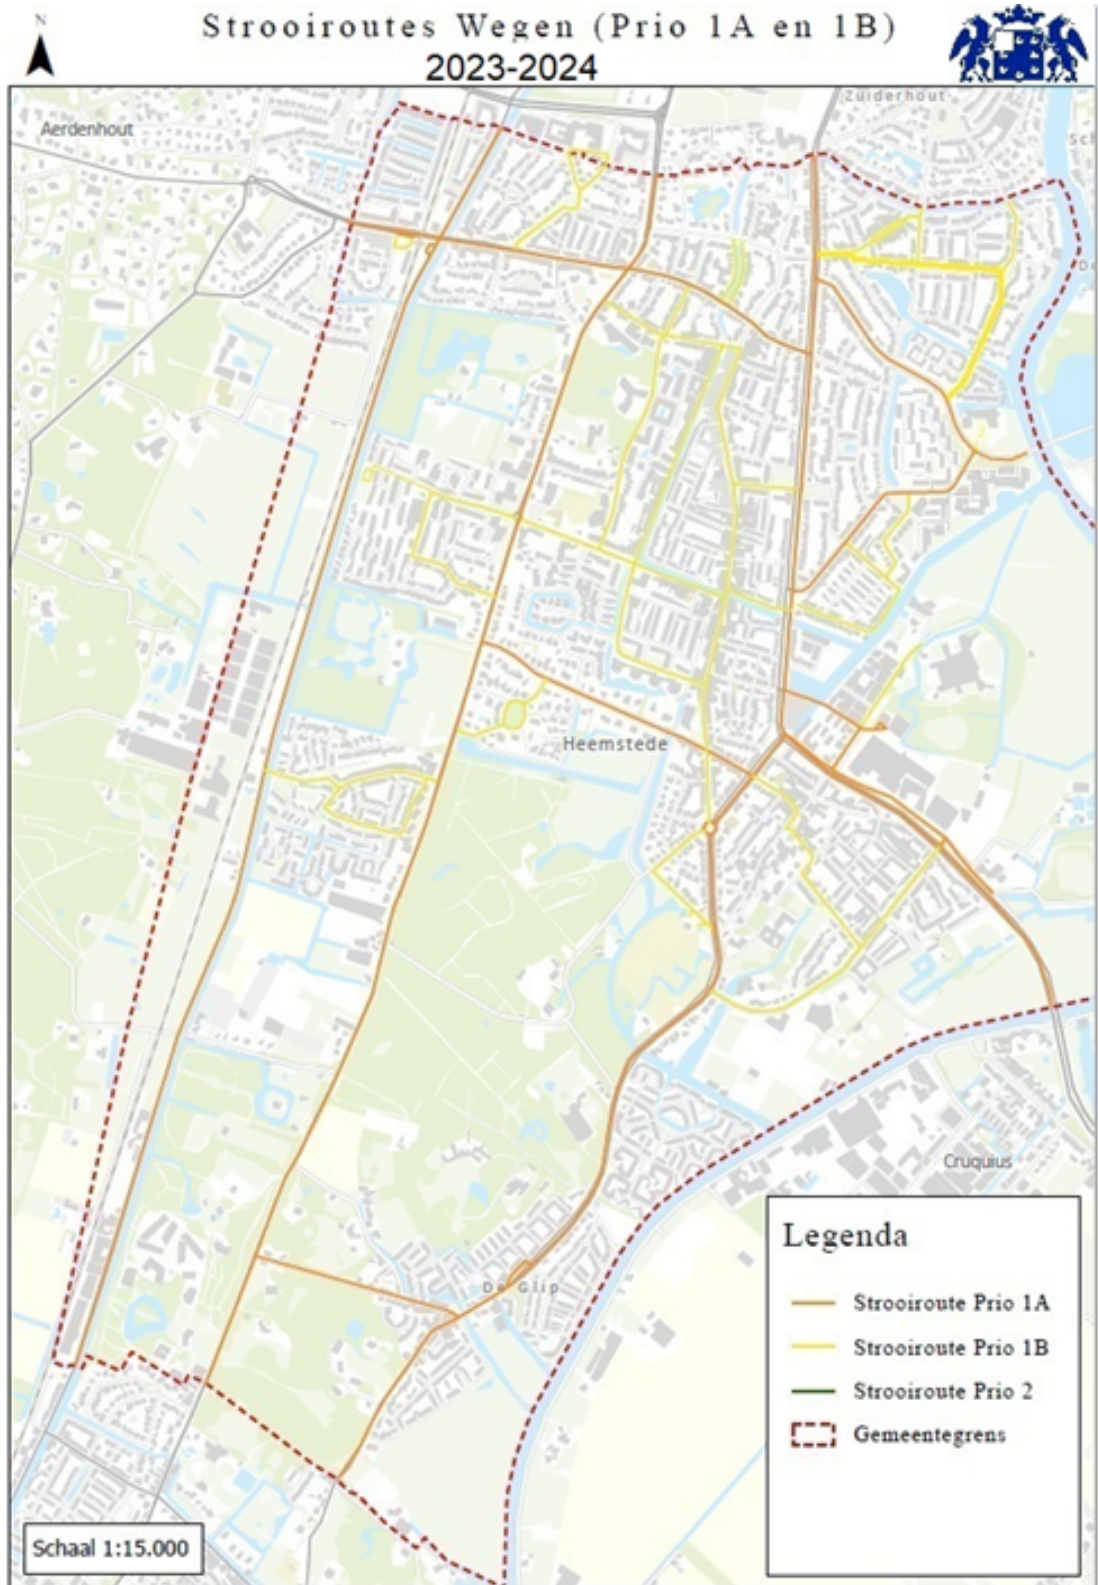 N
Strooiroutes Wegen (Prio 1A en 1B)
2023-2024
Zuiderhout
Aerdenhout
Heemstede
Cruquius
De Glip
Legenda
Strooiroute Prio 1A
Strooiroute Prio 1B
Strooiroute Prio 2
Gemeentegrens
Schaal 1:15.000